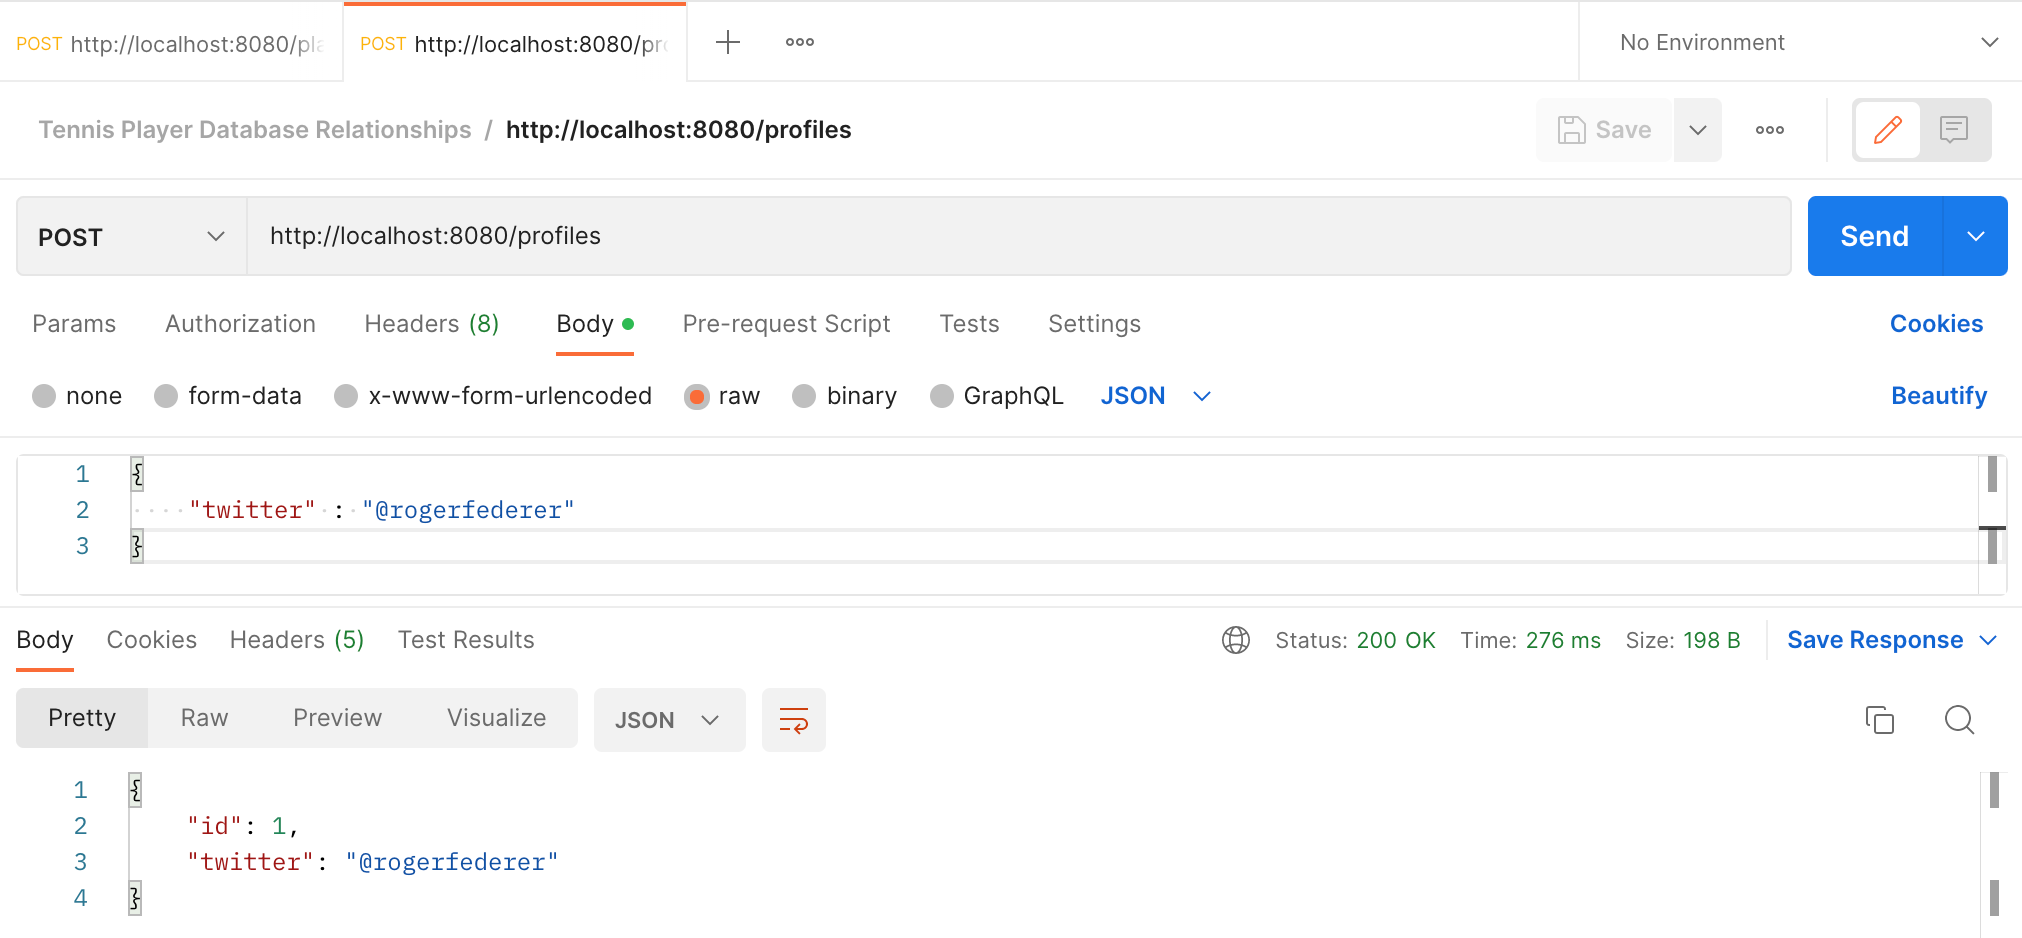 POST http://localhost:8080/pla POST http://localhost:8080/pro No Environment
Tennis Player Database Relationships / http://localhost:8080/profiles Save
POST http://localhost:8080/profiles Send
Params Authorization Headers (8) Body Pre-request Script Tests Settings Cookies
none form-data x-www-form-urlencoded raw binary GraphQL JSON Beautify
1 {
2 "twitter" : "@rogerfederer"
3 }
Body Cookies Headers (5) Test Results Status: 200 OK Time: 276 ms Size: 198 B Save Response
Pretty Raw Preview Visualize JSON
1 {
2 "id": 1,
3 "twitter": "@rogerfederer"
4 }